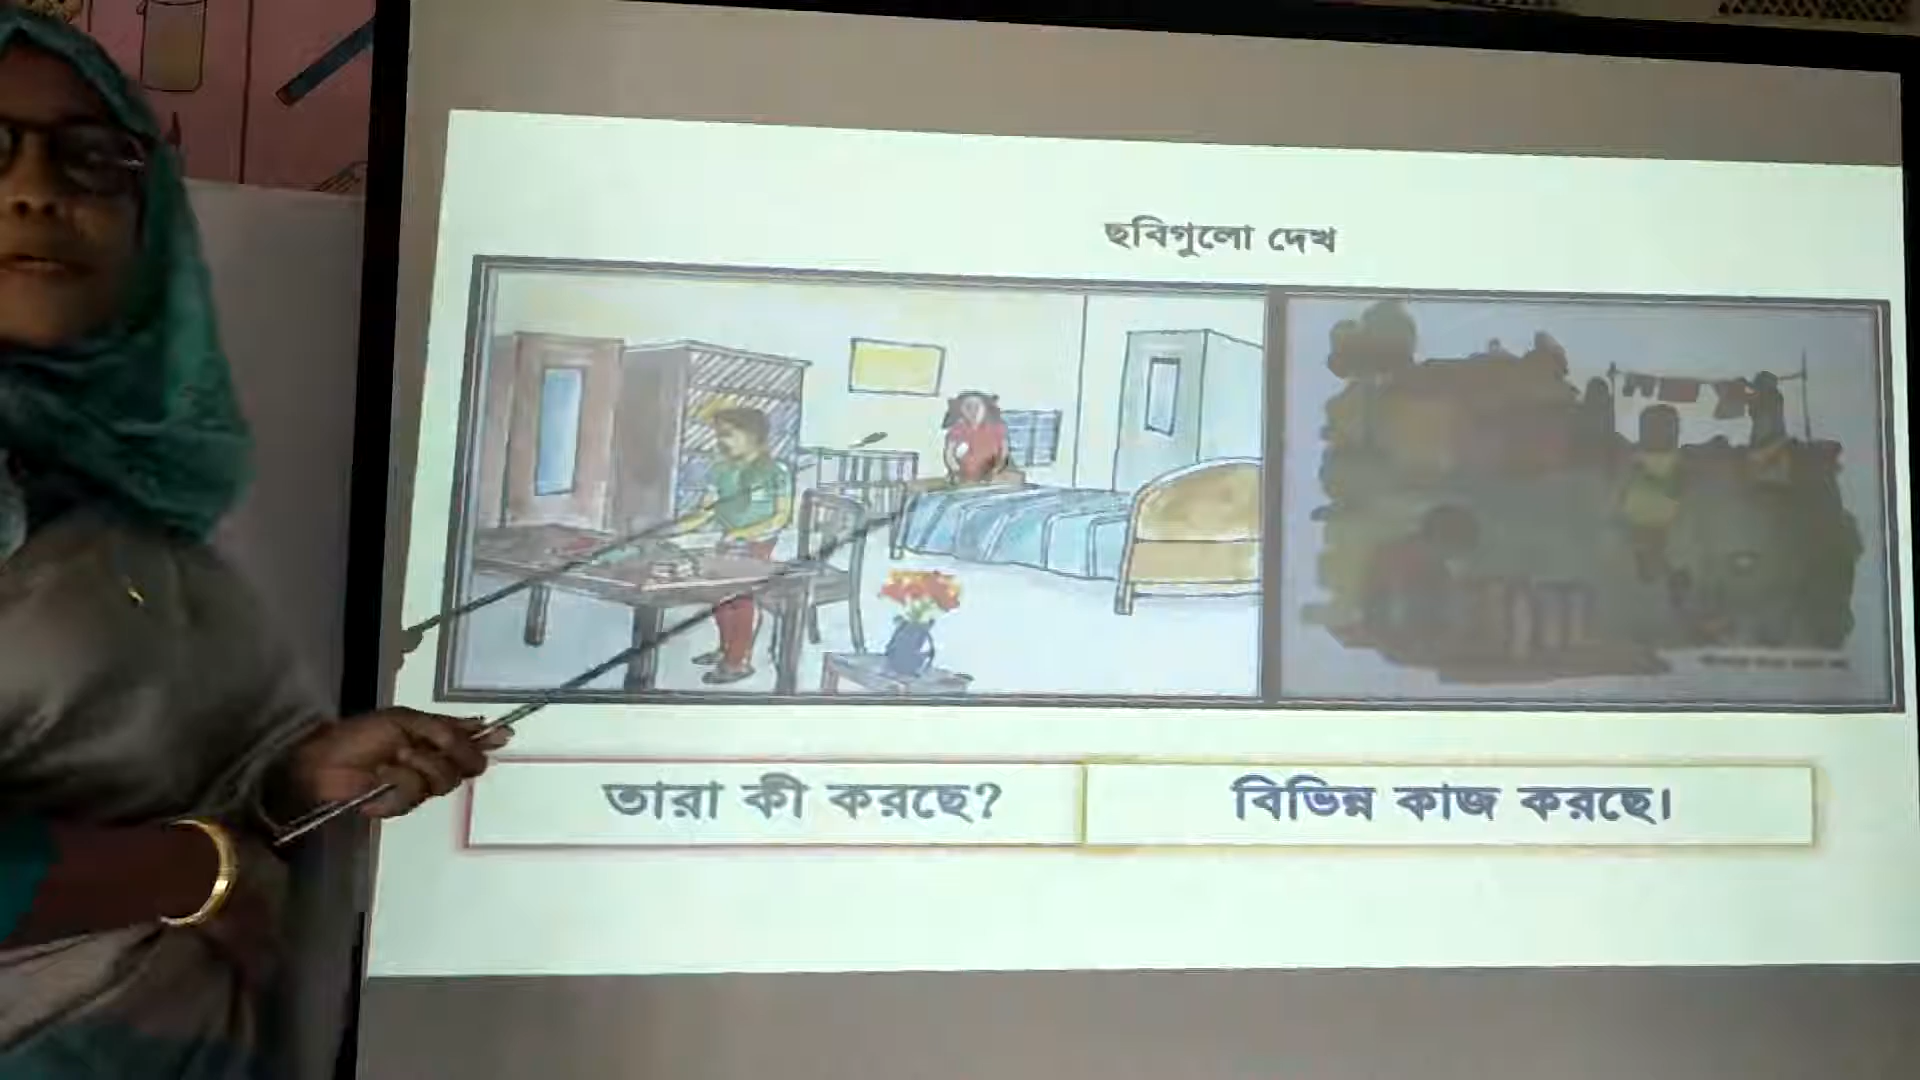 ছবিগুলো দেখ
তারা কী করছে?
বিভিন্ন কাজ করছে।